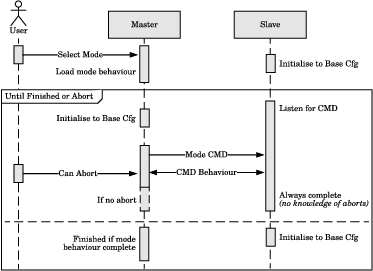 User
Master
Slave
Select Mode
Load mode behaviour
Initialise to Base Cfg
Until Finished or Abort
Initialise to Base Cfg
Listen for CMD
Mode CMD
Can Abort
CMD Behaviour
If no abort
Always complete
(no knowledge of aborts)
Finished if mode
behaviour complete
Initialise to Base Cfg